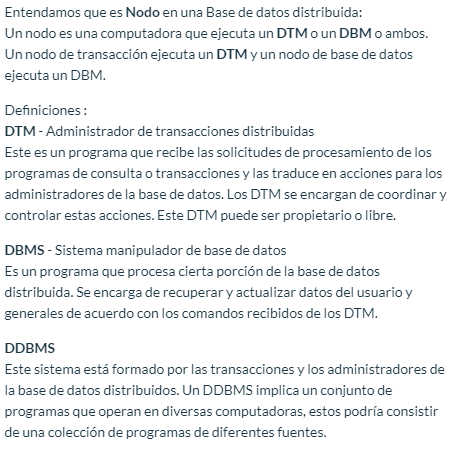 Entendamos que es Nodo en una Base de datos distribuida:
Un nodo es una computadora que ejecuta un DTM o un DBM o ambos.
Un nodo de transacción ejecuta un DTM y un nodo de base de datos
ejecuta un DBM.
Definiciones :
DTM - Administrador de transacciones distribuidas
Este es un programa que recibe las solicitudes de procesamiento de los
programas de consulta o transacciones y las traduce en acciones para los
administradores de la base de datos. Los DTM se encargan de coordinar y
controlar estas acciones. Este DTM puede ser propietario o libre.
DBMS - Sistema manipulador de base de datos
Es un programa que procesa cierta porción de la base de datos
distribuida. Se encarga de recuperar y actualizar datos del usuario y
generales de acuerdo con los comandos recibidos de los DTM.
DDBMS
Este sistema está formado por las transacciones y los administradores de
la base de datos distribuidos. Un DDBMS implica un conjunto de
programas que operan en diversas computadoras, estos podría consistir
de una colección de programas de diferentes fuentes.